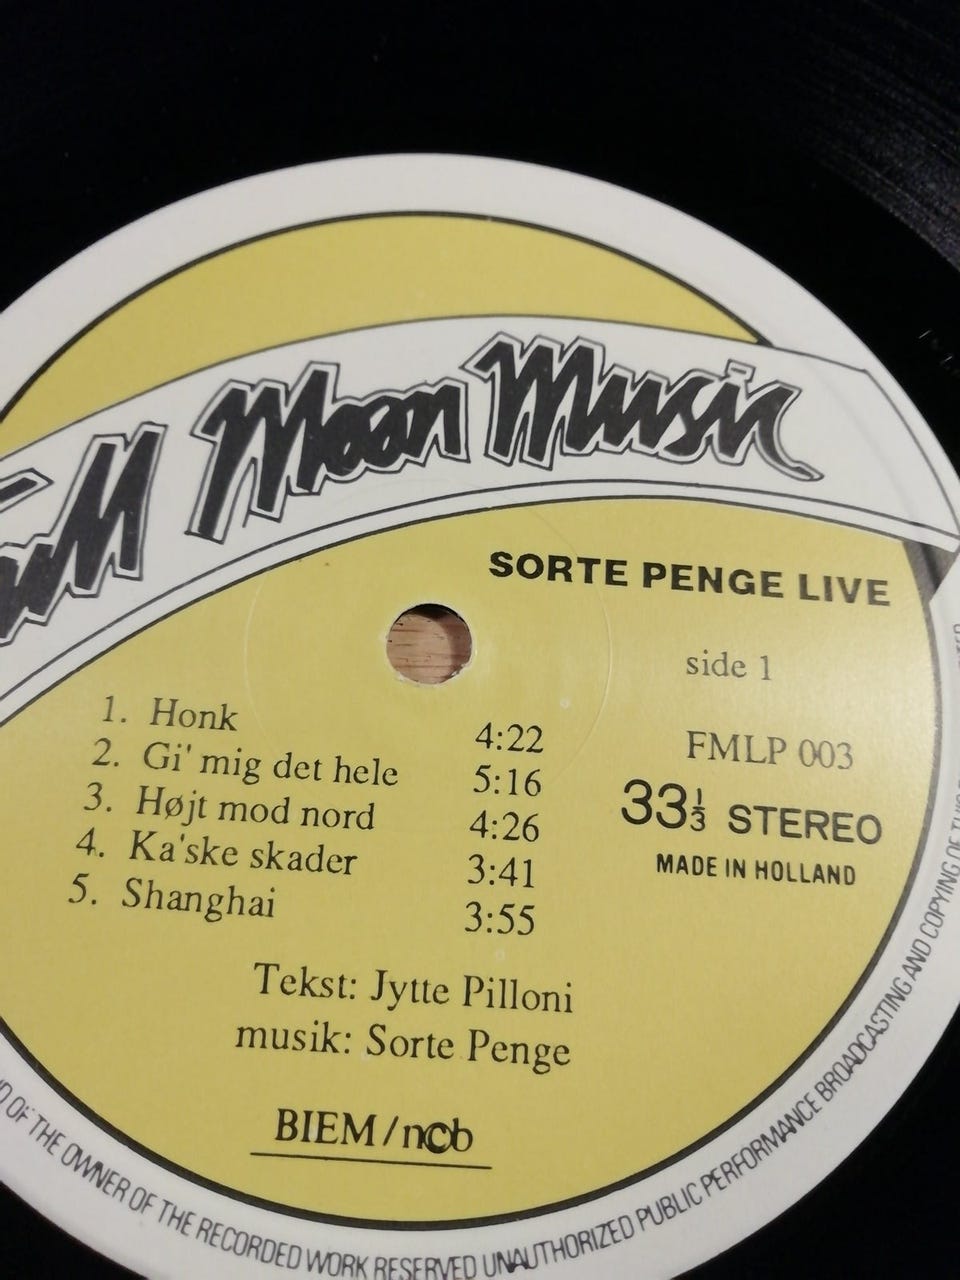 Full Moon Music
SORTE PENGE LIVE
side 1
FMLP 003
33⅓ STEREO
MADE IN HOLLAND
1. Honk 4:22
2. Gi' mig det hele 5:16
3. Højt mod nord 4:26
4. Ka'ske skader 3:41
5. Shanghai 3:55
Tekst: Jytte Pilloni
musik: Sorte Penge
BIEM/ncb
OF THE OWNER OF THE RECORDED WORK RESERVED UNAUTHORIZED PUBLIC PERFORMANCE BROADCASTING AND COPYING OF THIS